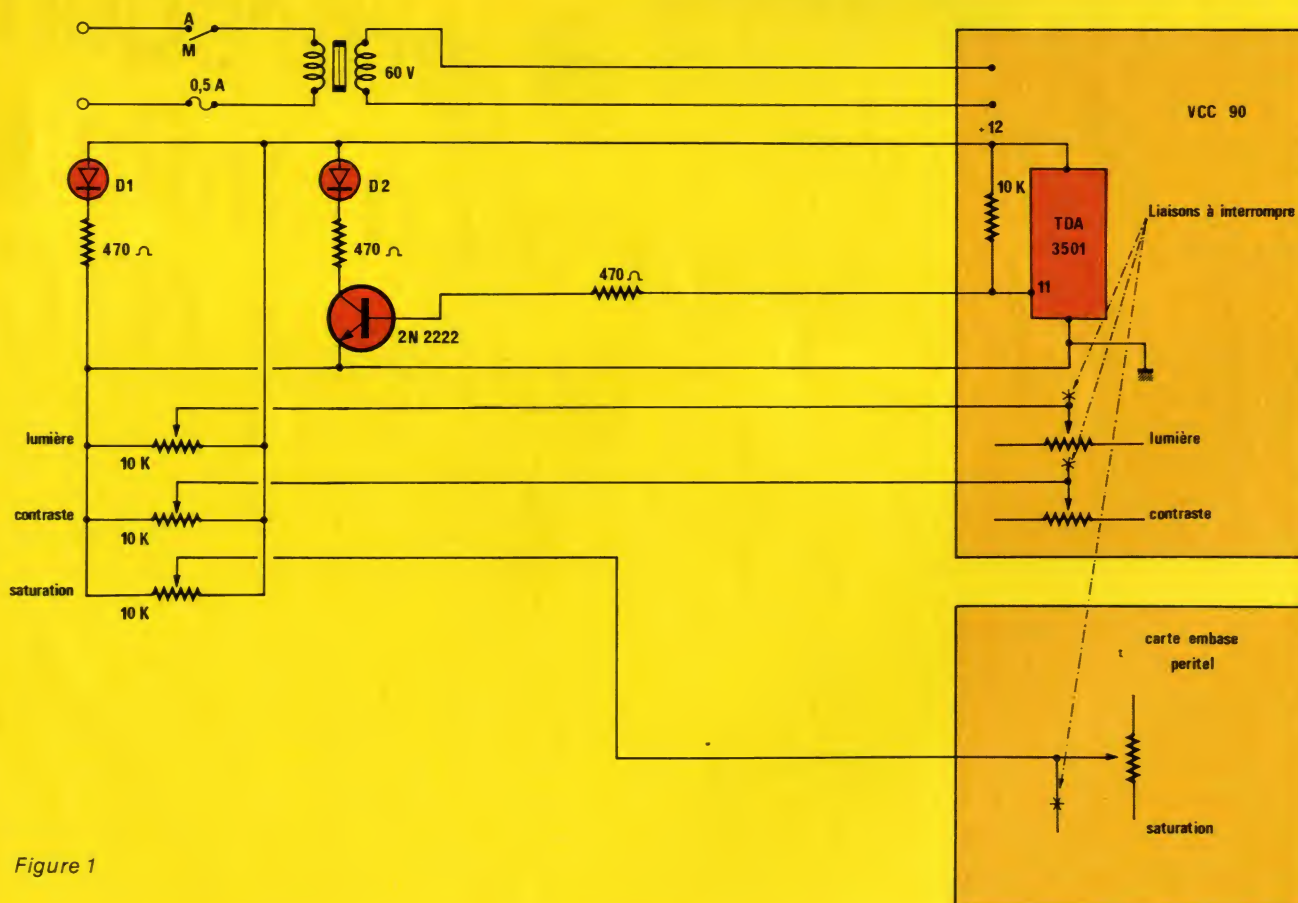 A
M
0,5 A
60 V
VCC 90
+12
D1
D2
10 K
TDA
3501
Liaisons à interrompre
470 Ω
470 Ω
470 Ω
11
2N 2222
lumière
10 K
lumière
contraste
10 K
contraste
saturation
10 K
carte embase
peritel
saturation
Figure 1